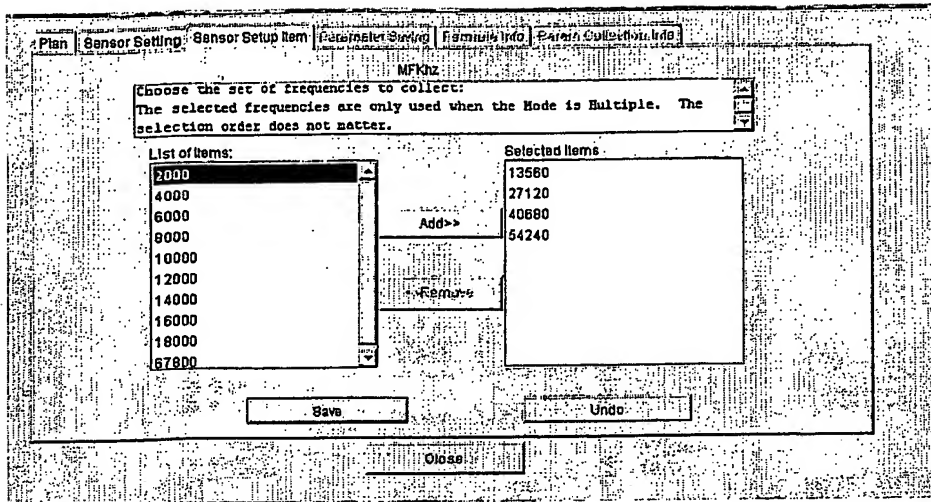 Plan Sensor Setting Sensor Setup Item Parameter Saving Formula Info Param Collection Info
MFKhz
Choose the set of frequencies to collect:
The selected frequencies are only used when the Mode is Multiple. The
selection order does not matter.
List of Items:
Selected Items
2000
4000
6000
8000
10000
12000
14000
16000
18000
67800
Add>>
<<Remove
13560
27120
40680
54240
Save
Undo
Close